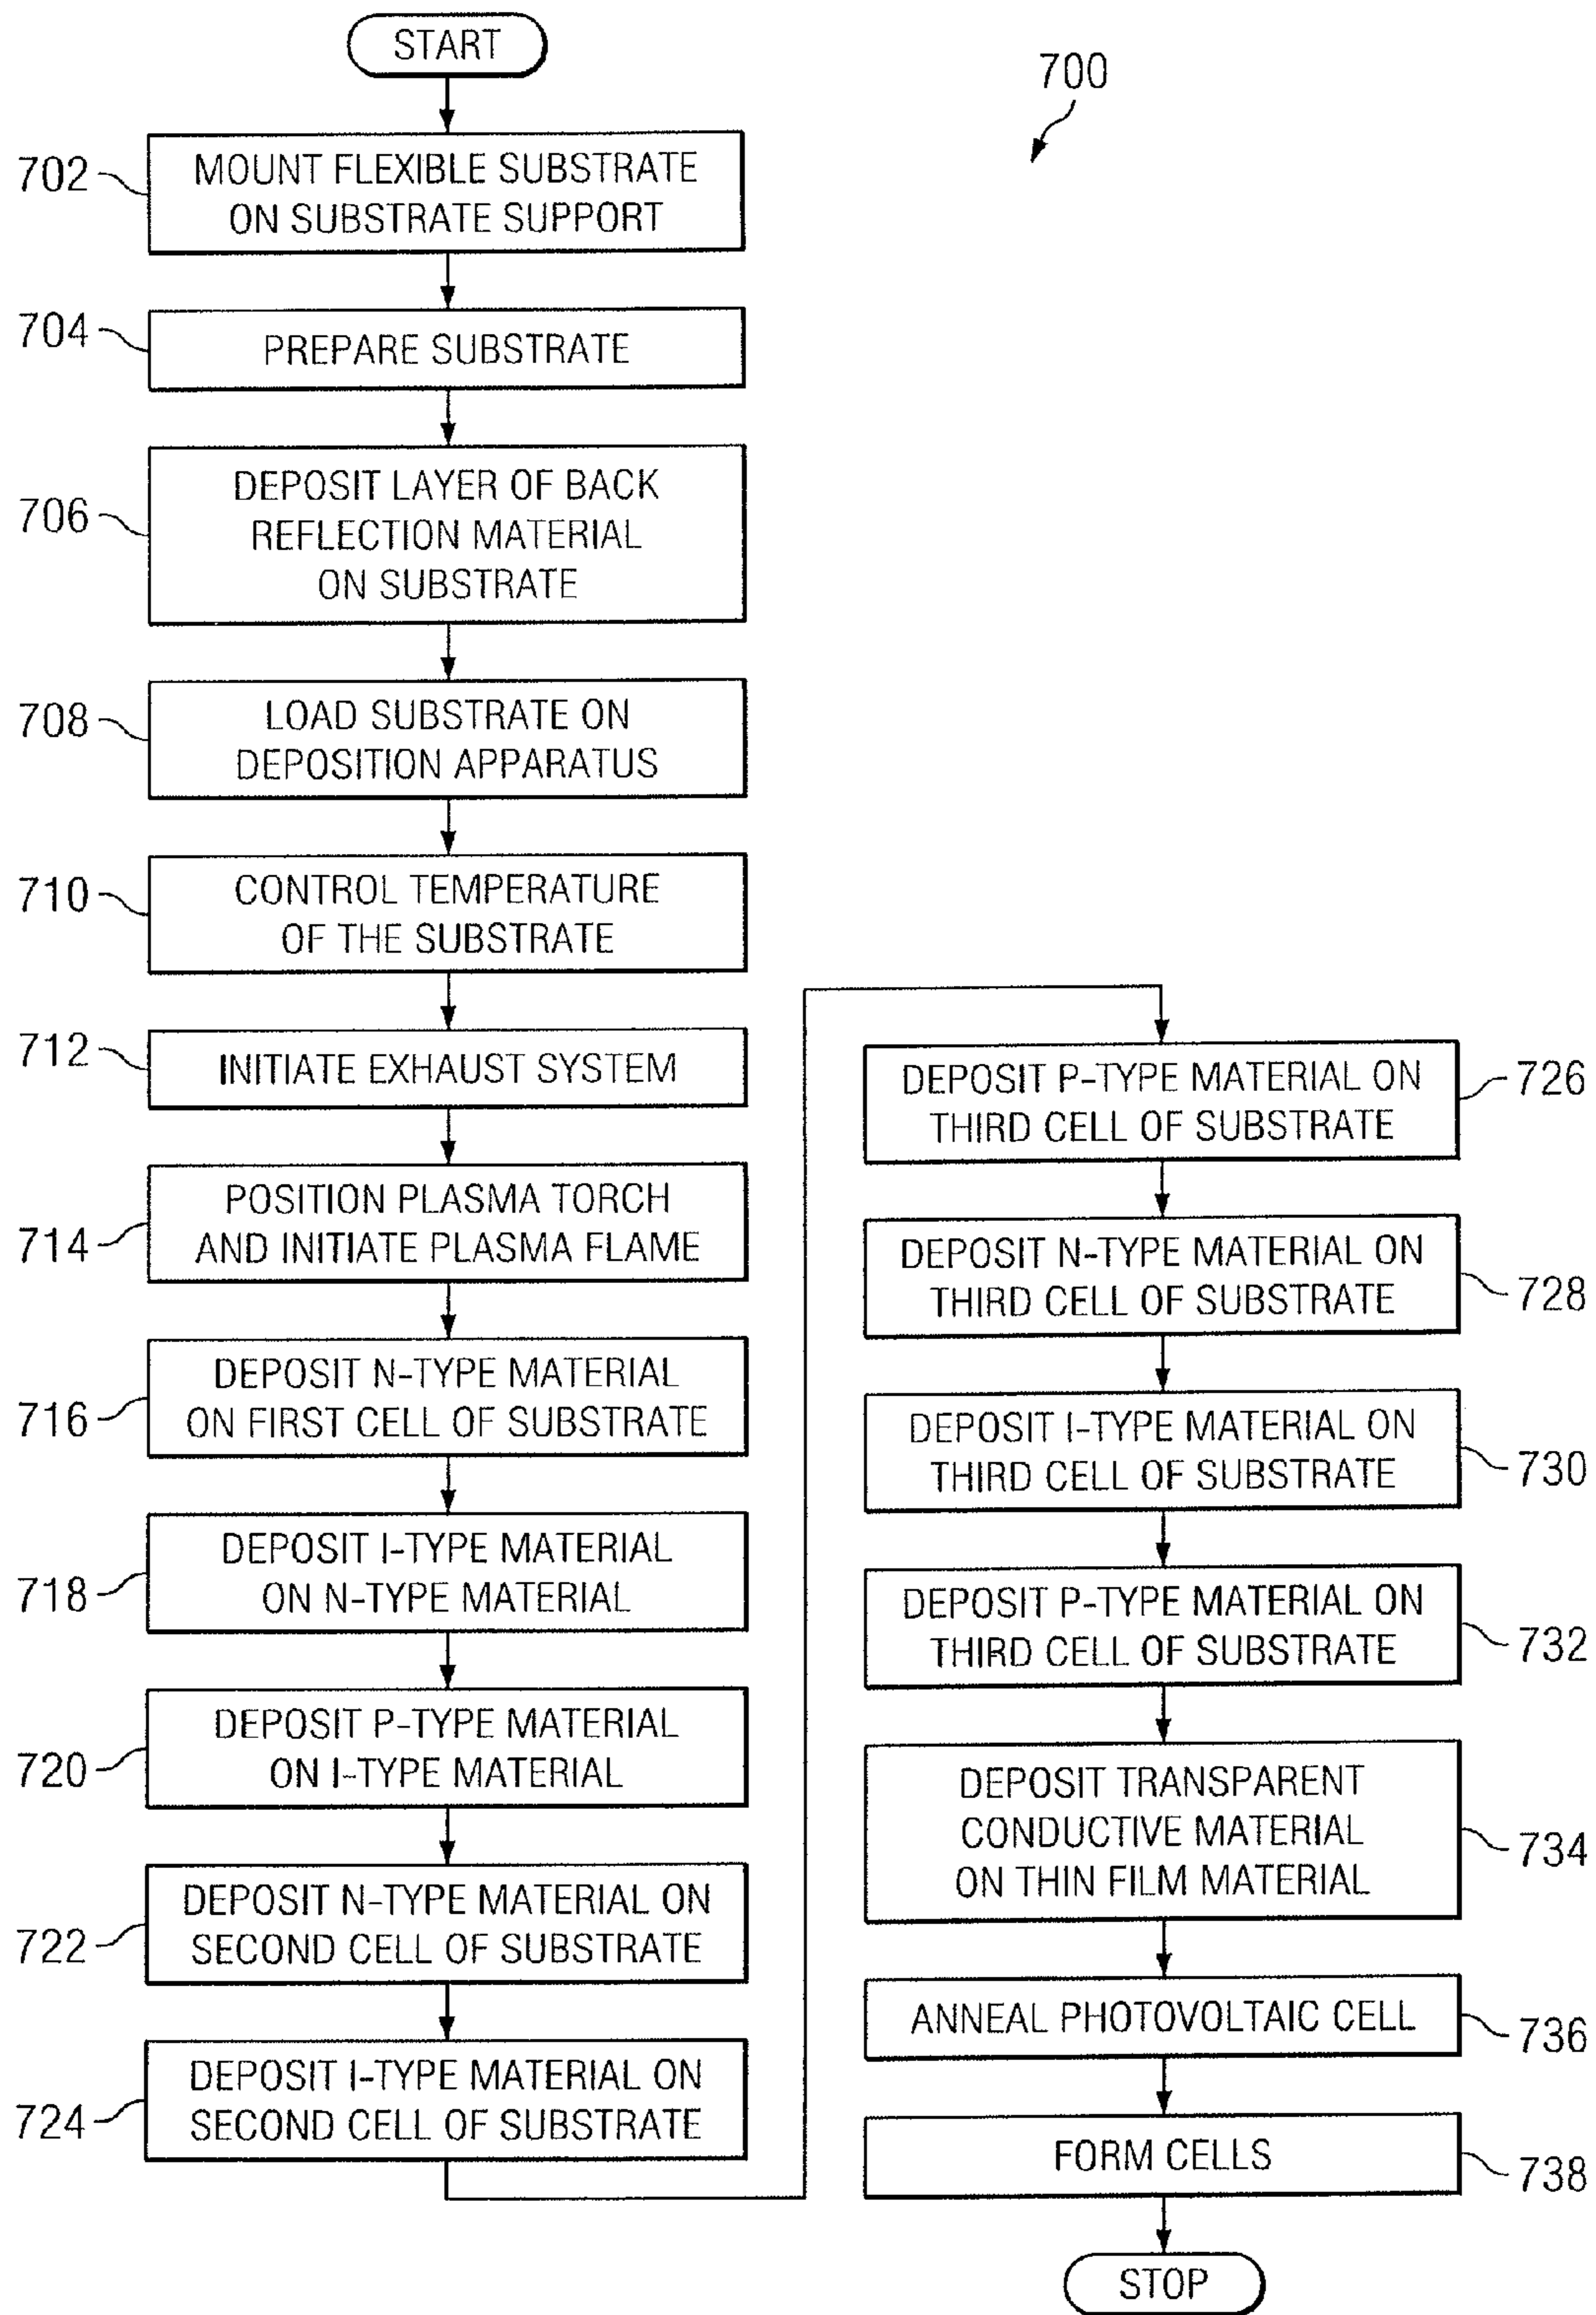 START
700
702
MOUNT FLEXIBLE SUBSTRATE
ON SUBSTRATE SUPPORT
704
PREPARE SUBSTRATE
706
DEPOSIT LAYER OF BACK
REFLECTION MATERIAL
ON SUBSTRATE
708
LOAD SUBSTRATE ON
DEPOSITION APPARATUS
710
CONTROL TEMPERATURE
OF THE SUBSTRATE
712
INITIATE EXHAUST SYSTEM
714
POSITION PLASMA TORCH
AND INITIATE PLASMA FLAME
716
DEPOSIT N-TYPE MATERIAL
ON FIRST CELL OF SUBSTRATE
718
DEPOSIT I-TYPE MATERIAL
ON N-TYPE MATERIAL
720
DEPOSIT P-TYPE MATERIAL
ON I-TYPE MATERIAL
722
DEPOSIT N-TYPE MATERIAL ON
SECOND CELL OF SUBSTRATE
724
DEPOSIT I-TYPE MATERIAL ON
SECOND CELL OF SUBSTRATE
DEPOSIT P-TYPE MATERIAL ON
THIRD CELL OF SUBSTRATE
726
DEPOSIT N-TYPE MATERIAL ON
THIRD CELL OF SUBSTRATE
728
DEPOSIT I-TYPE MATERIAL ON
THIRD CELL OF SUBSTRATE
730
DEPOSIT P-TYPE MATERIAL ON
THIRD CELL OF SUBSTRATE
732
DEPOSIT TRANSPARENT
CONDUCTIVE MATERIAL
ON THIN FILM MATERIAL
734
ANNEAL PHOTOVOLTAIC CELL
736
FORM CELLS
738
STOP